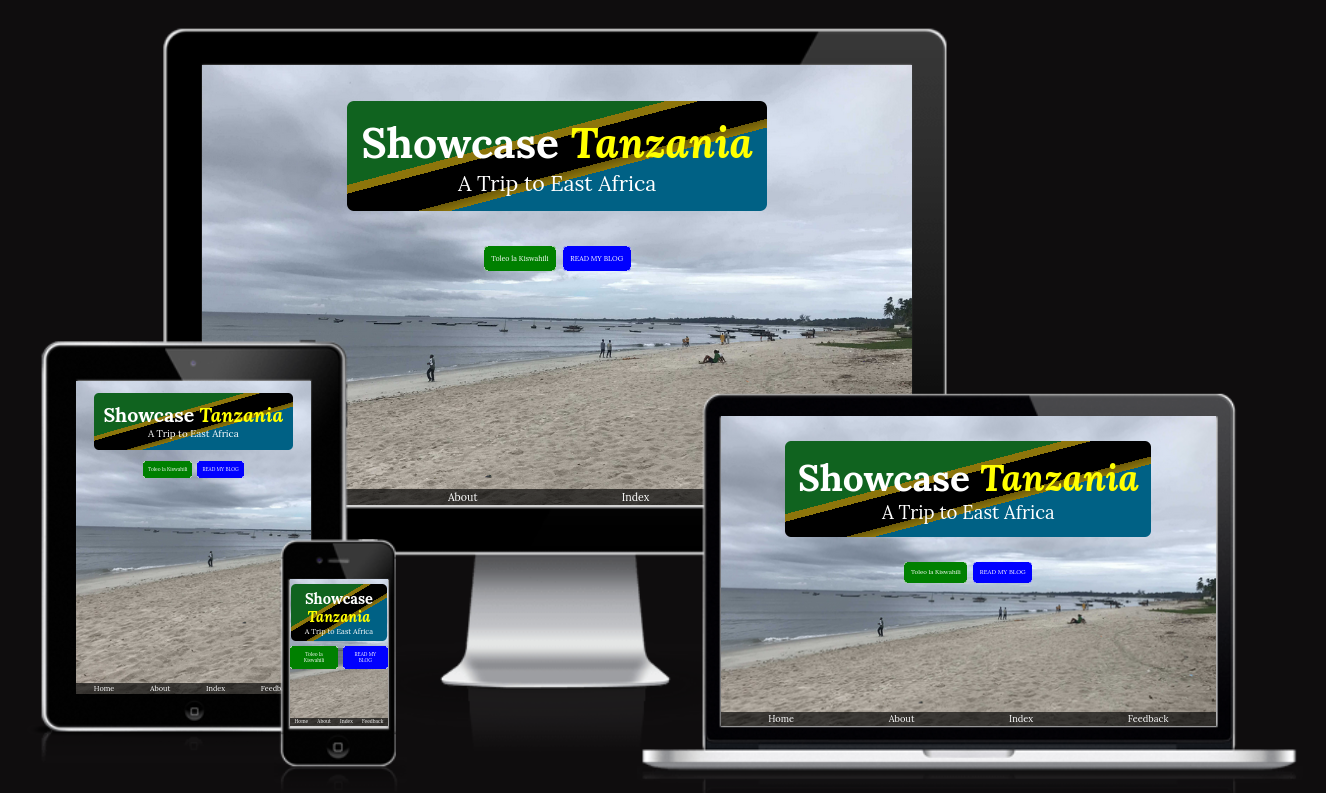 Showcase Tanzania
A Trip to East Africa
Toleo la Kiswahili READ MY BLOG
About Index
Showcase Tanzania
A Trip to East Africa
Toleo la Kiswahili READ MY BLOG
Home About Index Feedb
Showcase
Tanzania
A Trip to East Africa
Toleo la
Kiswahili
READ MY
BLOG
Home About Index Feedback
Showcase Tanzania
A Trip to East Africa
Toleo la Kiswahili READ MY BLOG
Home About Index Feedback